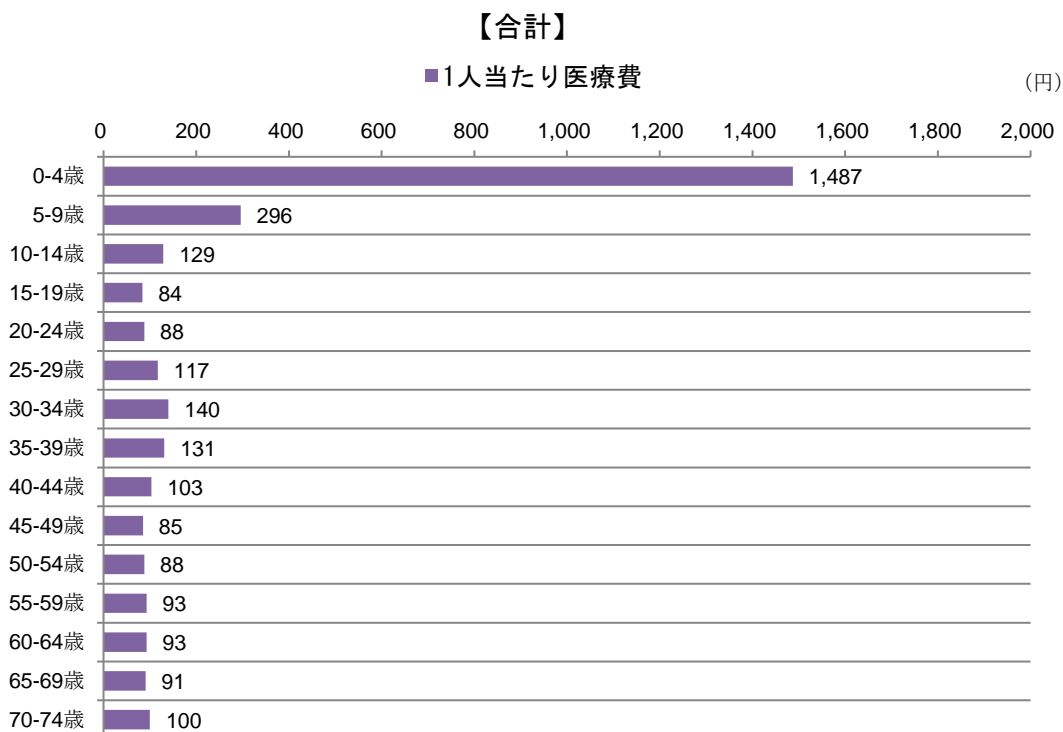 【合計】
■1人当たり医療費
(円)
0 200 400 600 800 1,000 1,200 1,400 1,600 1,800 2,000
0-4歳 1,487
5-9歳 296
10-14歳 129
15-19歳 84
20-24歳 88
25-29歳 117
30-34歳 140
35-39歳 131
40-44歳 103
45-49歳 85
50-54歳 88
55-59歳 93
60-64歳 93
65-69歳 91
70-74歳 100